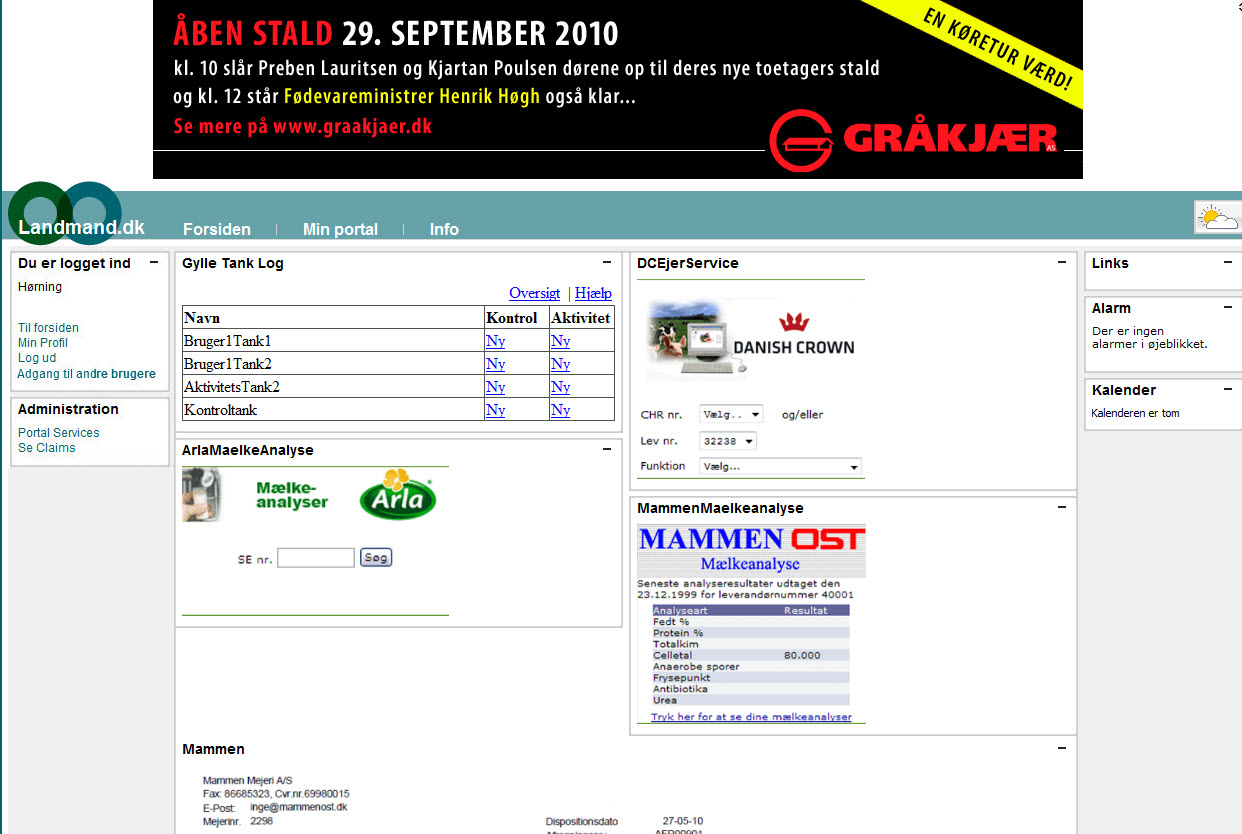 ÅBEN STALD 29. SEPTEMBER 2010
kl. 10 slår Preben Lauritsen og Kjartan Poulsen dørene op til deres nye toetagers stald
og kl. 12 står Fødevareministrer Henrik Høgh også klar...
Se mere på www.graakjaer.dk
EN KØRETUR VÆRD!
GRÅKJÆR AS
Landmand.dk
Forsiden | Min portal | Info
Du er logget ind
Hørning
Til forsiden
Min Profil
Log ud
Adgang til andre brugere
Administration
Portal Services
Se Claims
Gylle Tank Log
Oversigt | Hjælp
Navn Kontrol Aktivitet
Bruger1Tank1 Ny Ny
Bruger1Tank2 Ny Ny
AktivitetsTank2 Ny Ny
Kontroltank Ny Ny
ArlaMaelkeAnalyse
Mælke-
analyser
Arla
SE nr. Søg
DCEjerService
DANISH CROWN
CHR nr. Vælg.. og/eller
Lev nr. 32238
Funktion Vælg...
MammenMaelkeanalyse
MAMMEN OST
Mælkeanalyse
Seneste analyseresultater udtaget den
23.12.1999 for leverandørnummer 40001
Analyseart Resultat
Fedt %
Protein %
Totalkim
Celletal 80.000
Anaerobe sporer
Frysepunkt
Antibiotika
Urea
Tryk her for at se dine mælkeanalyser
Mammen
Mammen Mejeri A/S
Fax: 86685323, Cvr.nr.69980015
E-Post: inge@mammenost.dk
Mejerinr. 2298
Dispositionsdato 27-05-10
Links
Alarm
Der er ingen
alarmer i øjeblikket.
Kalender
Kalenderen er tom